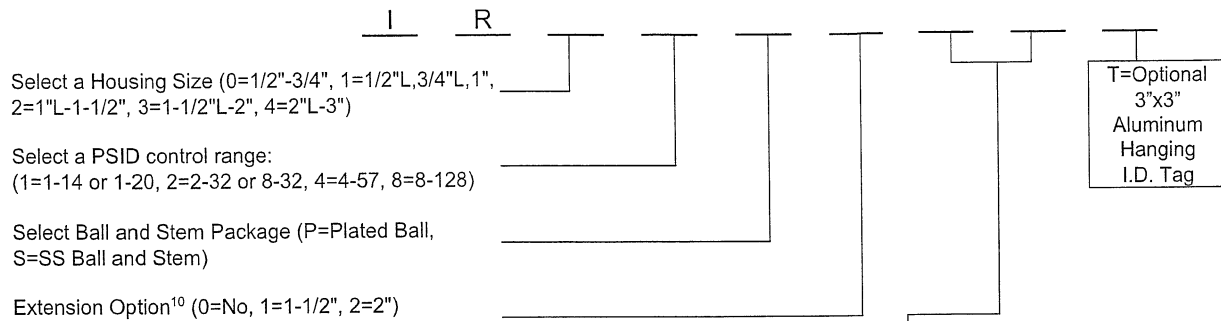 I R
Select a Housing Size (0=1/2"-3/4", 1=1/2"L,3/4"L,1",
2=1"L-1-1/2", 3=1-1/2"L-2", 4=2"L-3")
Select a PSID control range:
(1=1-14 or 1-20, 2=2-32 or 8-32, 4=4-57, 8=8-128)
Select Ball and Stem Package (P=Plated Ball,
S=SS Ball and Stem)
Extension Option¹⁰ (0=No, 1=1-1/2", 2=2")
T=Optional
3"x3"
Aluminum
Hanging
I.D. Tag